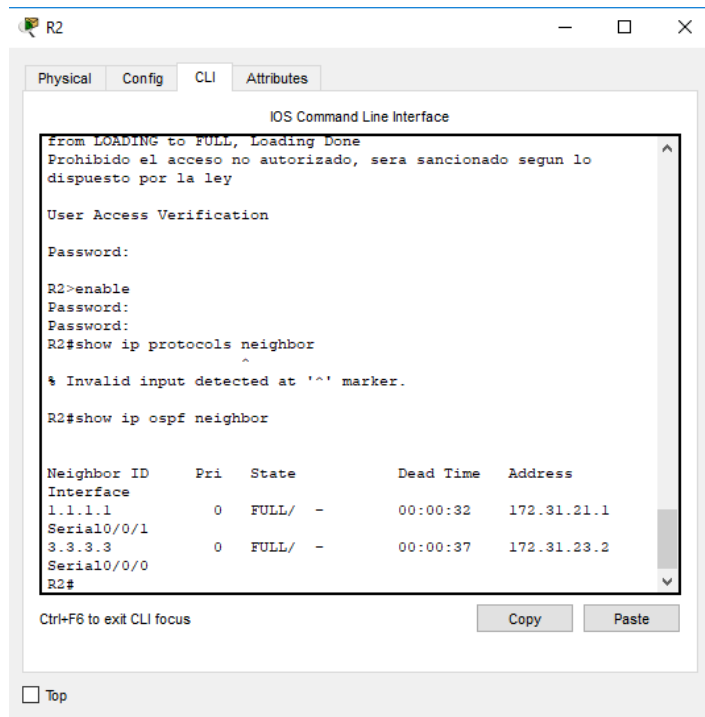 R2
Physical Config CLI Attributes
IOS Command Line Interface
from LOADING to FULL, Loading Done
Prohibido el acceso no autorizado, sera sancionado segun lo
dispuesto por la ley
User Access Verification
Password:
R2>enable
Password:
Password:
R2#show ip protocols neighbor
^
% Invalid input detected at '^' marker.
R2#show ip ospf neighbor
Neighbor ID Pri State Dead Time Address
Interface
1.1.1.1 0 FULL/ - 00:00:32 172.31.21.1
Serial0/0/1
3.3.3.3 0 FULL/ - 00:00:37 172.31.23.2
Serial0/0/0
R2#
Ctrl+F6 to exit CLI focus Copy Paste
Top